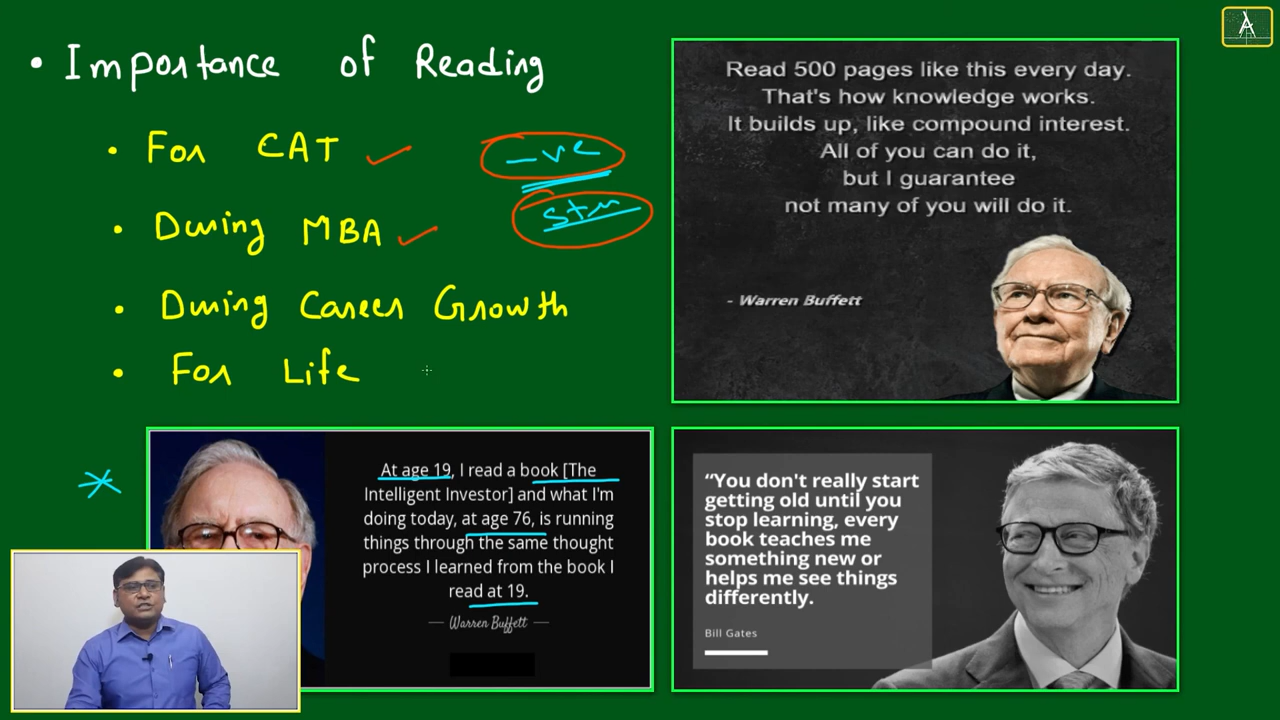 • Importance of Reading
• For CAT ✓
-ve
• During MBA ✓
• During Career Growth
• For Life
Read 500 pages like this every day.
That's how knowledge works.
It builds up, like compound interest.
All of you can do it,
but I guarantee
not many of you will do it.
- Warren Buffett
At age 19, I read a book [The
Intelligent Investor] and what I'm
doing today, at age 76, is running
things through the same thought
process I learned from the book I
read at 19.
— Warren Buffett —
“You don't really start
getting old until you
stop learning, every
book teaches me
something new or
helps me see things
differently.
Bill Gates